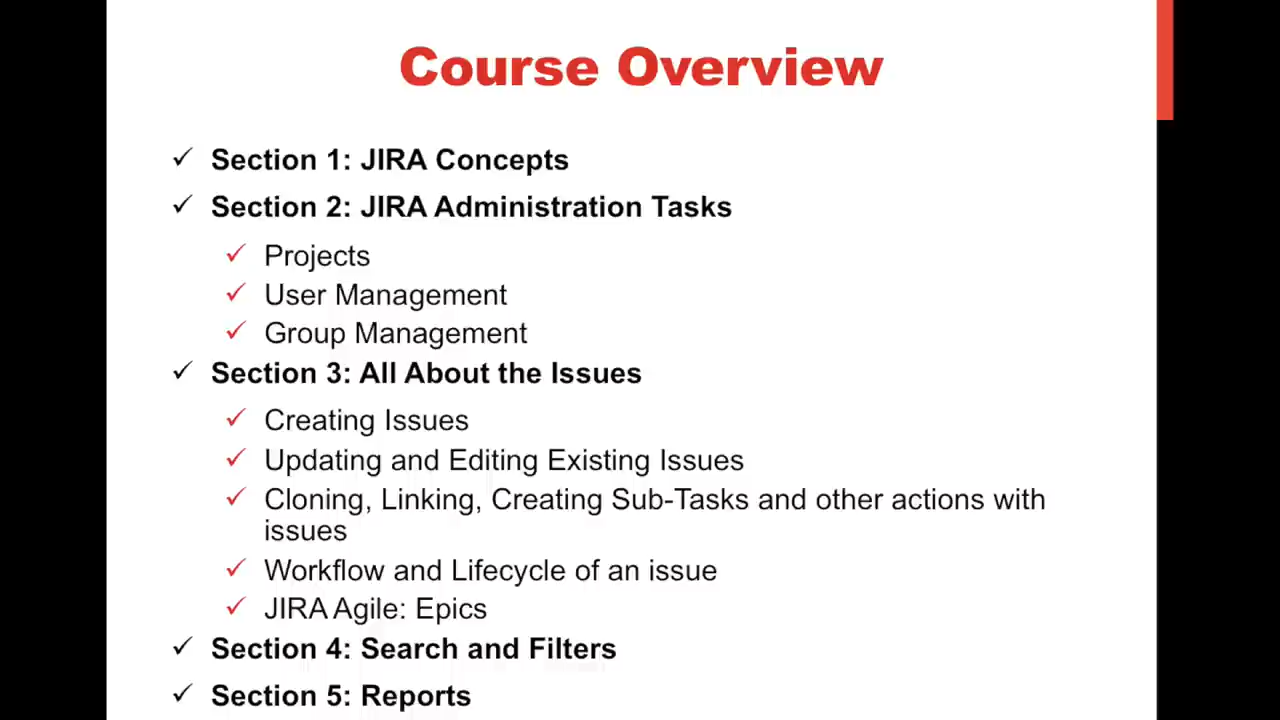 Course Overview
✓ Section 1: JIRA Concepts
✓ Section 2: JIRA Administration Tasks
✓ Projects
✓ User Management
✓ Group Management
✓ Section 3: All About the Issues
✓ Creating Issues
✓ Updating and Editing Existing Issues
✓ Cloning, Linking, Creating Sub-Tasks and other actions with
issues
✓ Workflow and Lifecycle of an issue
✓ JIRA Agile: Epics
✓ Section 4: Search and Filters
✓ Section 5: Reports